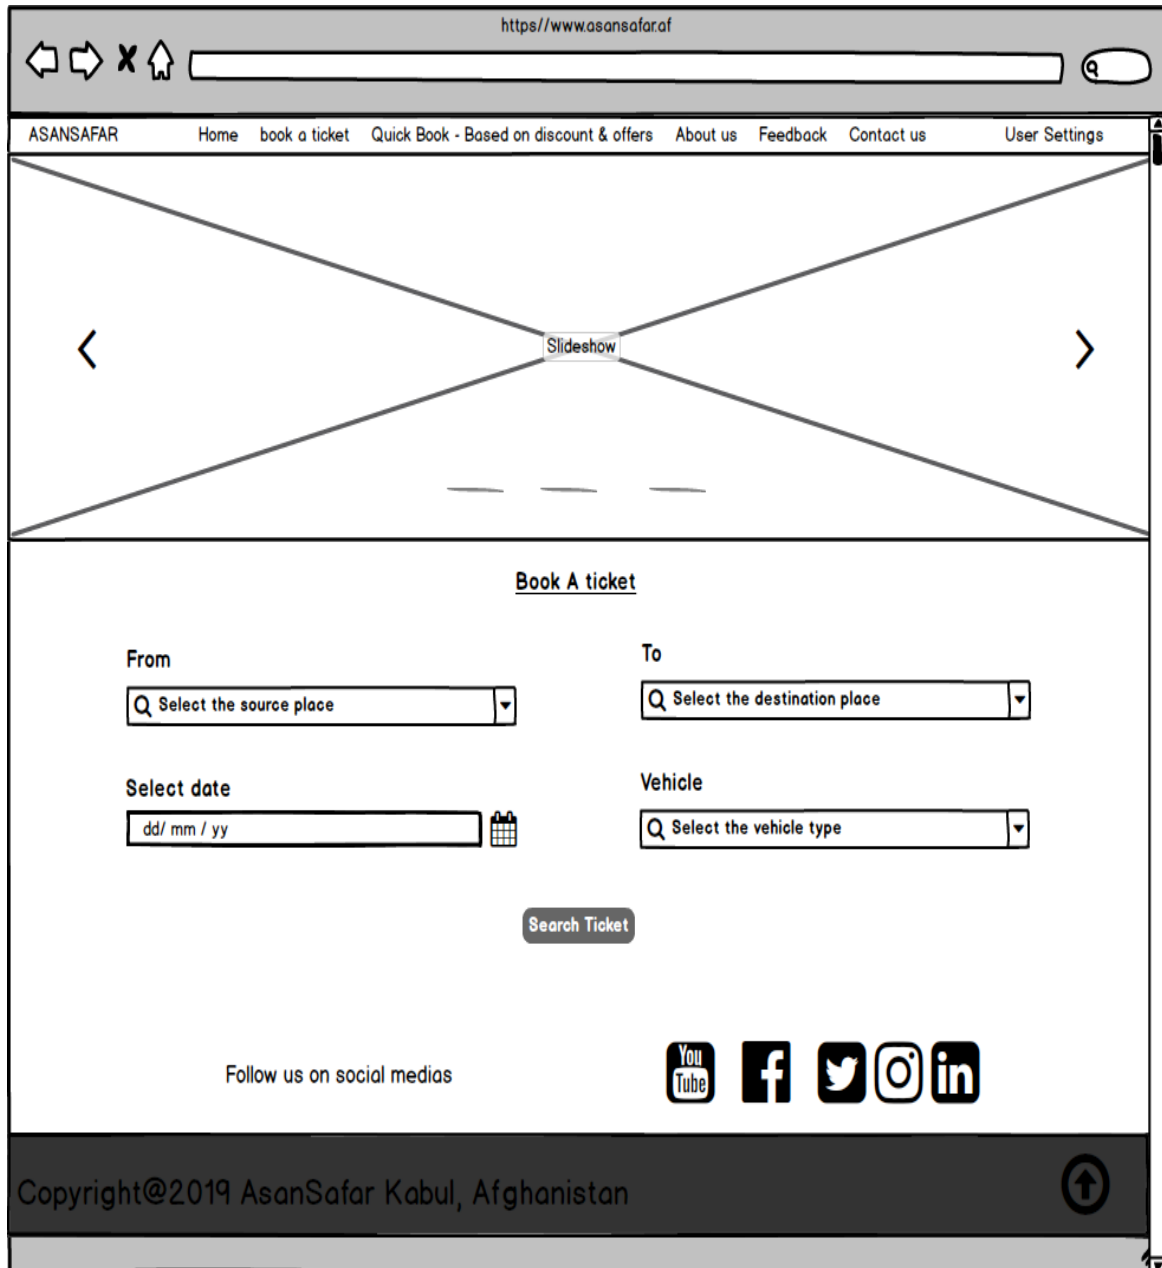 https//www.asansafar.af
ASANSAFAR Home book a ticket Quick Book - Based on discount & offers About us Feedback Contact us User Settings
Slideshow
Book A ticket
From To
Select the source place Select the destination place
Select date Vehicle
dd/ mm / yy Select the vehicle type
Search Ticket
Follow us on social medias You Tube f in
Copyright@2019 AsanSafar Kabul, Afghanistan